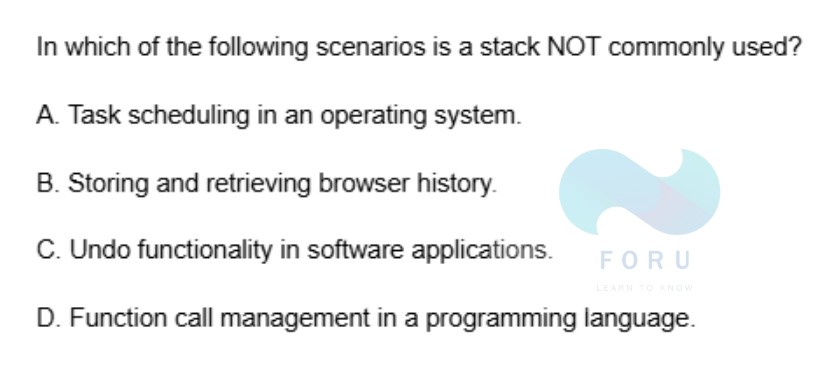 In which of the following scenarios is a stack NOT commonly used?
A. Task scheduling in an operating system.
B. Storing and retrieving browser history.
C. Undo functionality in software applications.
FORU
LEARN TO KNOW
D. Function call management in a programming language.